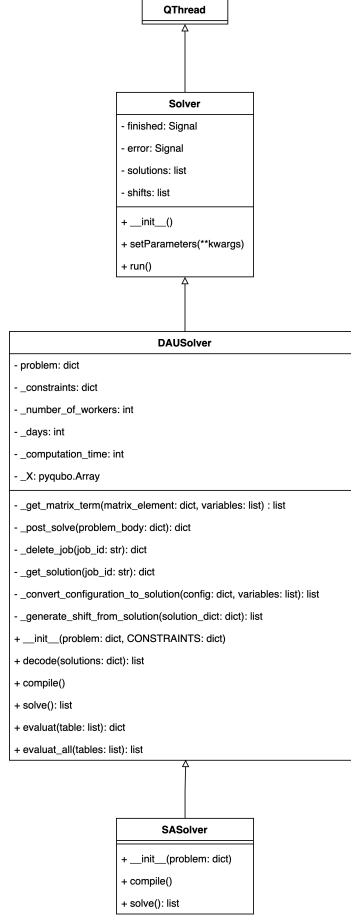 QThread
Solver
- finished: Signal
- error: Signal
- solutions: list
- shifts: list
+ __init__()
+ setParameters(**kwargs)
+ run()
DAUSolver
- problem: dict
- _constraints: dict
- _number_of_workers: int
- _days: int
- _computation_time: int
- _X: pyqubo.Array
- _get_matrix_term(matrix_element: dict, variables: list) : list
- _post_solve(problem_body: dict): dict
- _delete_job(job_id: str): dict
- _get_solution(job_id: str): dict
- _convert_configuration_to_solution(config: dict, variables: list): list
- _generate_shift_from_solution(solution_dict: dict): list
+ __init__(problem: dict, CONSTRAINTS: dict)
+ decode(solutions: dict): list
+ compile()
+ solve(): list
+ evaluat(table: list): dict
+ evaluat_all(tables: list): list
SASolver
+ __init__(problem: dict)
+ compile()
+ solve(): list